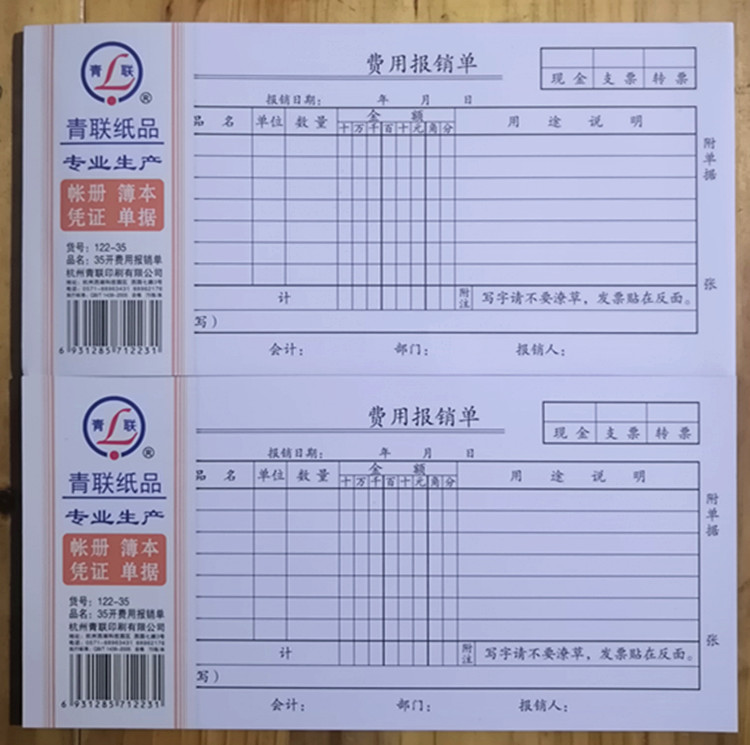 青 L 联
®
青联纸品
专业生产
帐册 簿本
凭证 单据
货号：122-35
品名：35开费用报销单
杭州青联印刷有限公司
6 931285 712231
费用报销单
现金 支票 转票
报销日期： 年 月 日
品名 单位 数量 金额 用途说明
十 万 千 百 十 元 角 分
附单据
张
计 附注 写字请不要潦草，发票贴在反面。
写）
会计： 部门： 报销人：
青 L 联
®
青联纸品
专业生产
帐册 簿本
凭证 单据
货号：122-35
品名：35开费用报销单
杭州青联印刷有限公司
6 931285 712231
费用报销单
现金 支票 转票
报销日期： 年 月 日
品名 单位 数量 金额 用途说明
十 万 千 百 十 元 角 分
附单据
张
计 附注 写字请不要潦草，发票贴在反面。
写）
会计： 部门： 报销人：